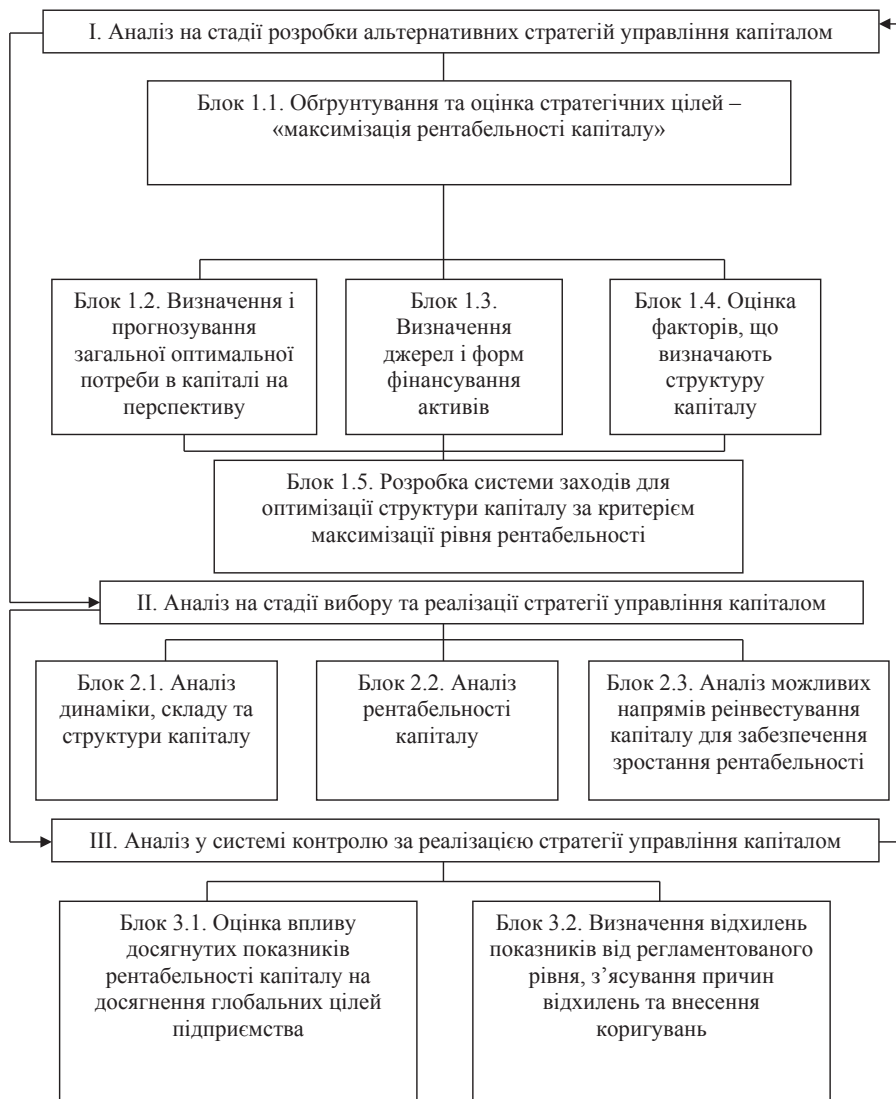 I. Аналіз на стадії розробки альтернативних стратегій управління капіталом
Блок 1.1. Обґрунтування та оцінка стратегічних цілей –
«максимізація рентабельності капіталу»
Блок 1.2. Визначення і
прогнозування
загальної оптимальної
потреби в капіталі на
перспективу
Блок 1.3.
Визначення
джерел і форм
фінансування
активів
Блок 1.4. Оцінка
факторів, що
визначають
структуру
капіталу
Блок 1.5. Розробка системи заходів для
оптимізації структури капіталу за критерієм
максимізації рівня рентабельності
II. Аналіз на стадії вибору та реалізації стратегії управління капіталом
Блок 2.1. Аналіз
динаміки, складу та
структури капіталу
Блок 2.2. Аналіз
рентабельності
капіталу
Блок 2.3. Аналіз можливих
напрямів реінвестування
капіталу для забезпечення
зростання рентабельності
III. Аналіз у системі контролю за реалізацією стратегії управління капіталом
Блок 3.1. Оцінка впливу
досягнутих показників
рентабельності капіталу на
досягнення глобальних цілей
підприємства
Блок 3.2. Визначення відхилень
показників від регламентованого
рівня, з’ясування причин
відхилень та внесення
коригувань